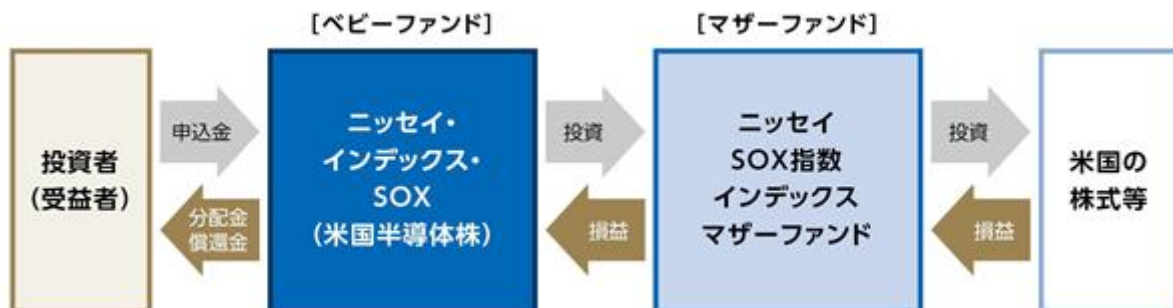 [ベビーファンド]
[マザーファンド]
投資者
(受益者)
申込金
分配金
償還金
ニッセイ・
インデックス・
SOX
(米国半導体株)
投資
損益
ニッセイ
SOX指数
インデックス
マザーファンド
投資
損益
米国の
株式等